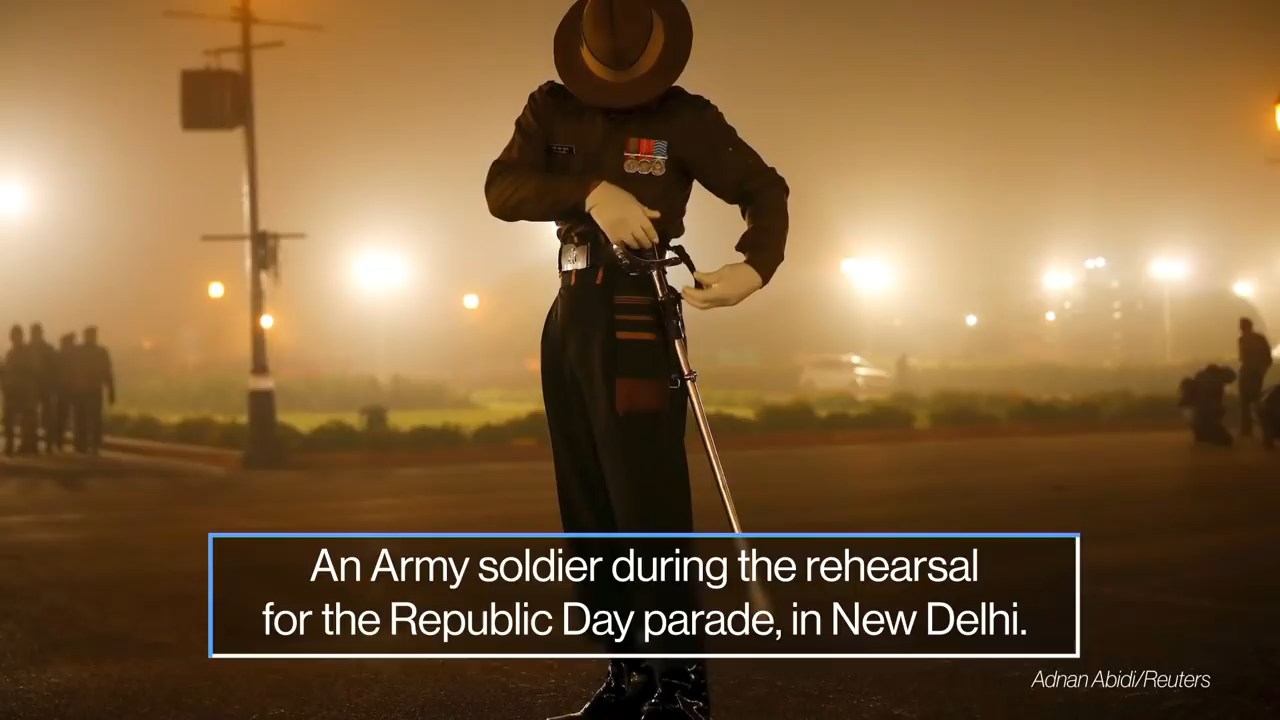 An Army soldier during the rehearsal
for the Republic Day parade, in New Delhi.
Adnan Abidi/Reuters